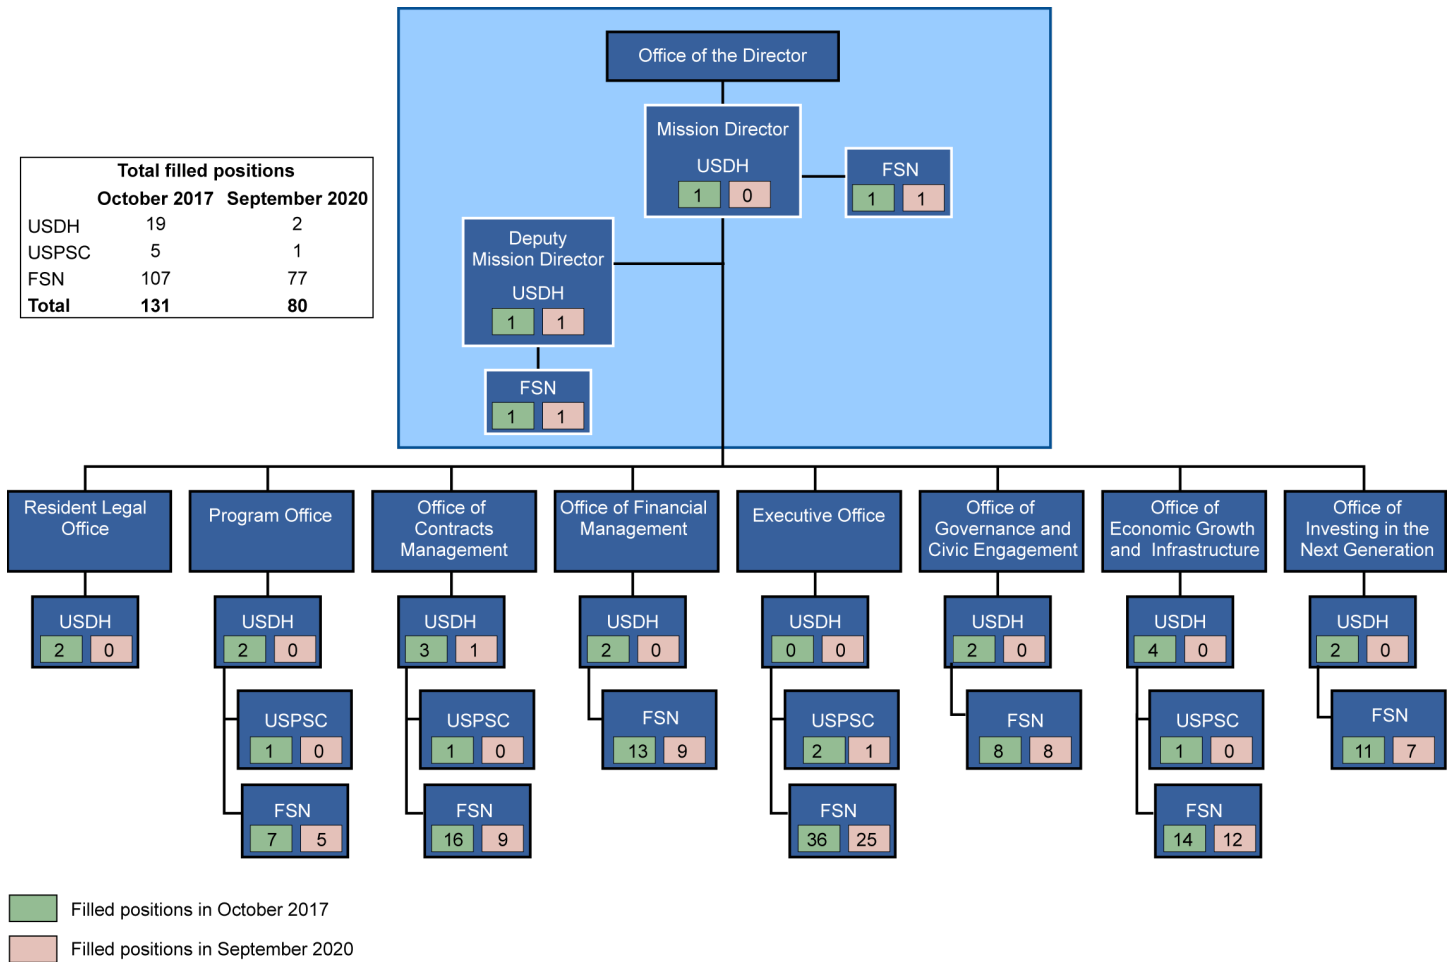 Office of the Director
Mission Director
USDH
1 0
FSN
1 1
Deputy
Mission Director
USDH
1 1
FSN
1 1
Total filled positions
October 2017 September 2020
USDH 19 2
USPSC 5 1
FSN 107 77
Total 131 80
Resident Legal
Office
USDH
2 0
Program Office
USDH
2 0
USPSC
1 0
FSN
7 5
Office of
Contracts
Management
USDH
3 1
USPSC
1 0
FSN
16 9
Office of Financial
Management
USDH
2 0
FSN
13 9
Executive Office
USDH
0 0
USPSC
2 1
FSN
36 25
Office of
Governance and
Civic Engagement
USDH
2 0
FSN
8 8
Office of
Economic Growth
and Infrastructure
USDH
4 0
USPSC
1 0
FSN
14 12
Office of
Investing in the
Next Generation
USDH
2 0
FSN
11 7
Filled positions in October 2017
Filled positions in September 2020